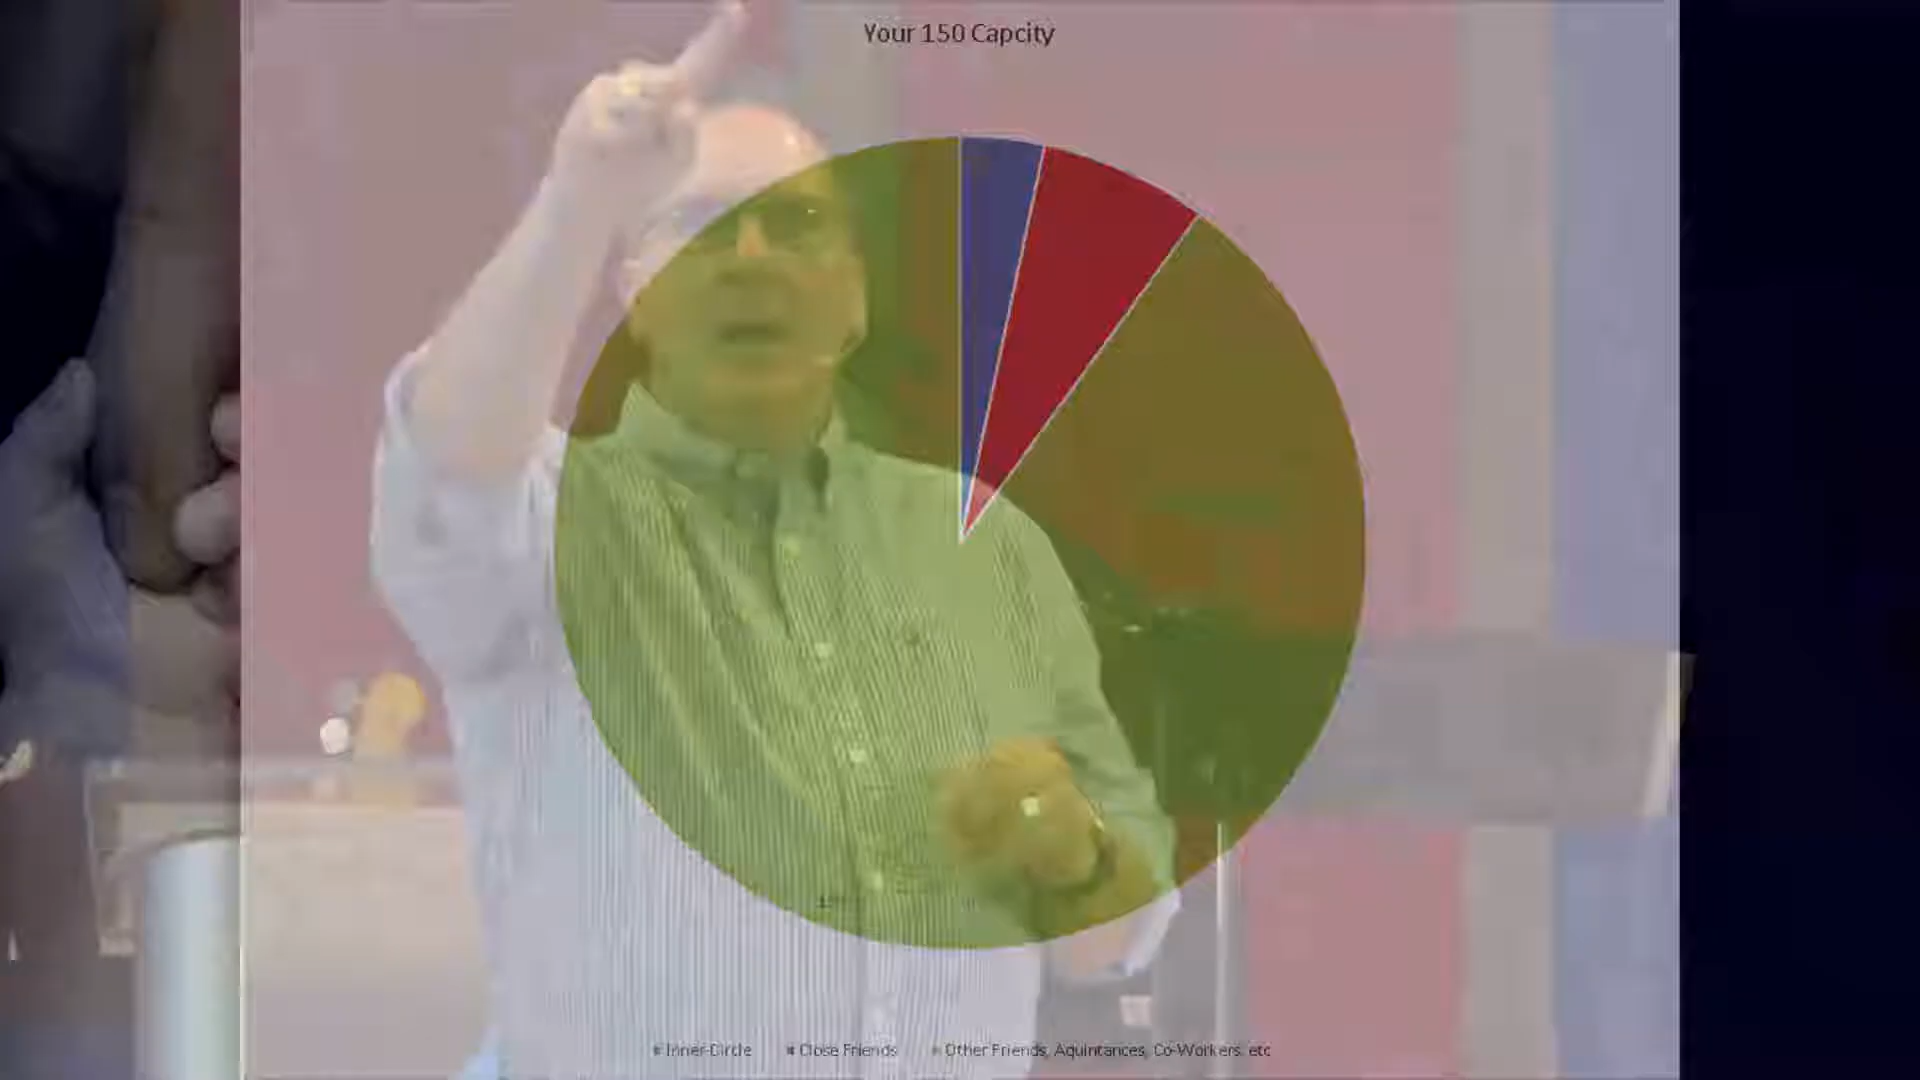 Your 150 Capcity
Inner-Circle Close Friends Other Friends, Aquintances, Co-Workers, etc